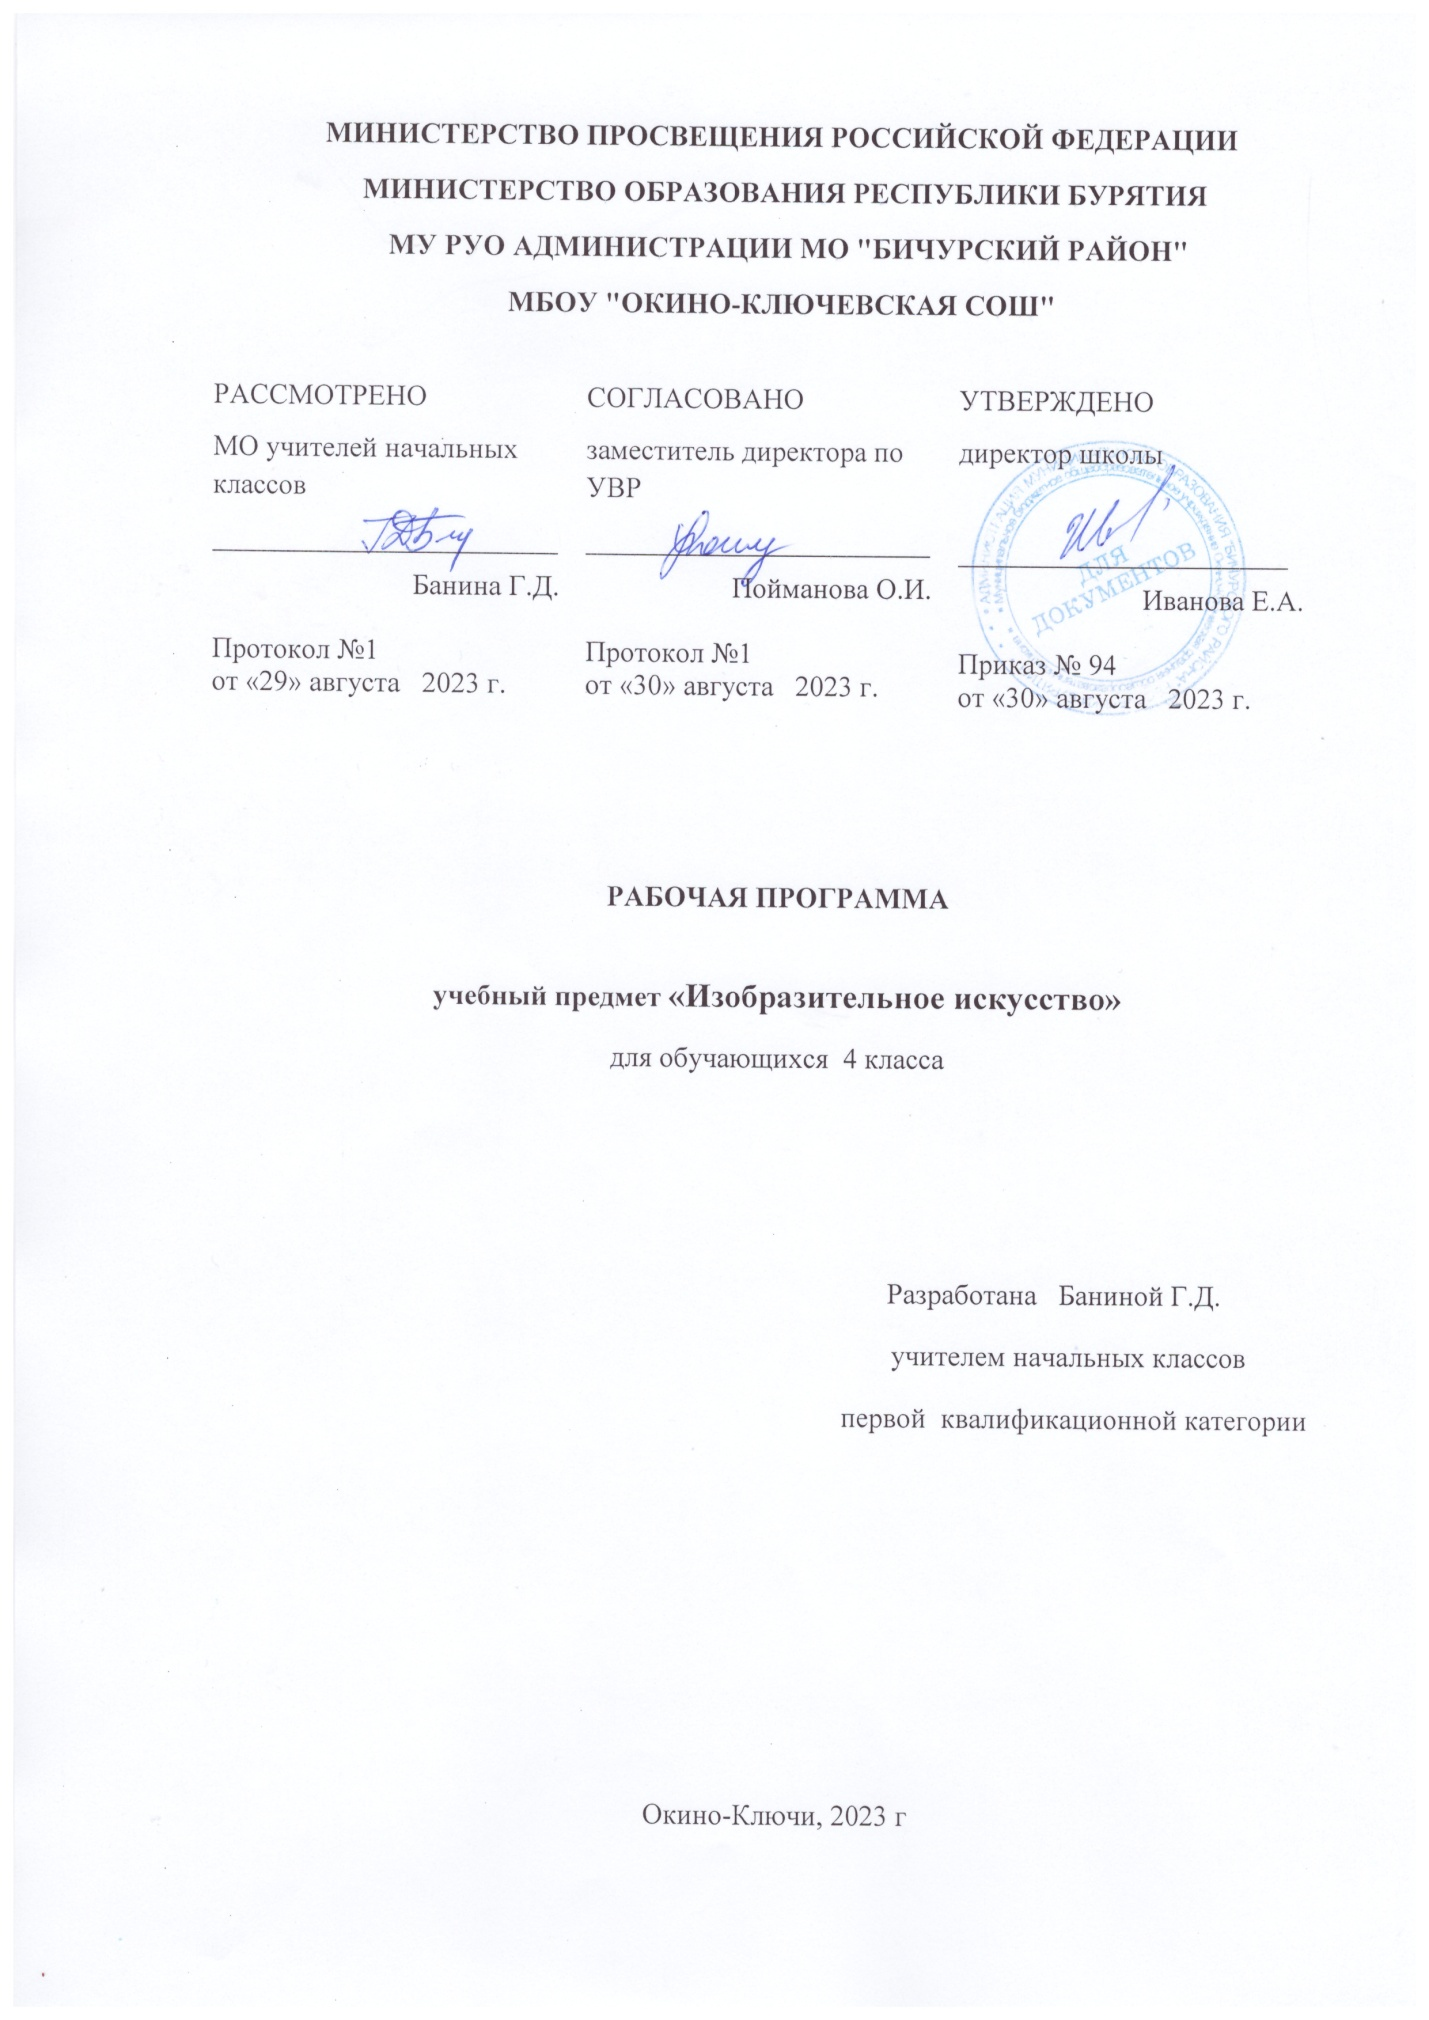 МИНИСТЕРСТВО ПРОСВЕЩЕНИЯ РОССИЙСКОЙ ФЕДЕРАЦИИ
МИНИСТЕРСТВО ОБРАЗОВАНИЯ РЕСПУБЛИКИ БУРЯТИЯ
МУ РУО АДМИНИСТРАЦИИ МО "БИЧУРСКИЙ РАЙОН"
МБОУ "ОКИНО-КЛЮЧЕВСКАЯ СОШ"
РАССМОТРЕНО
МО учителей начальных
классов
Банина Г.Д.
Протокол №1
от «29» августа 2023 г.
СОГЛАСОВАНО
заместитель директора по
УВР
Пойманова О.И.
Протокол №1
от «30» августа 2023 г.
УТВЕРЖДЕНО
директор школы
ДЛЯ
ДОКУМЕНТОВ
Иванова Е.А.
Приказ № 94
от «30» августа 2023 г.
РАБОЧАЯ ПРОГРАММА
учебный предмет «Изобразительное искусство»
для обучающихся 4 класса
Разработана Баниной Г.Д.
учителем начальных классов
первой квалификационной категории
Окино-Ключи, 2023 г